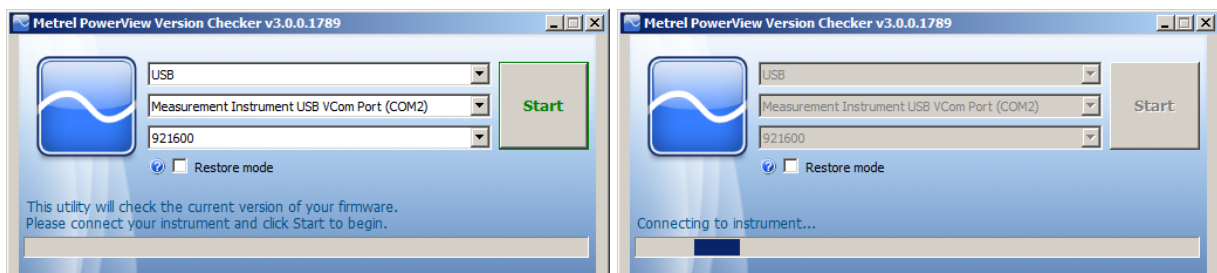 Metrel PowerView Version Checker v3.0.0.1789
USB
Measurement Instrument USB VCom Port (COM2)
Start
921600
Restore mode
This utility will check the current version of your firmware.
Please connect your instrument and click Start to begin.
Metrel PowerView Version Checker v3.0.0.1789
USB
Measurement Instrument USB VCom Port (COM2)
Start
921600
Restore mode
Connecting to instrument...